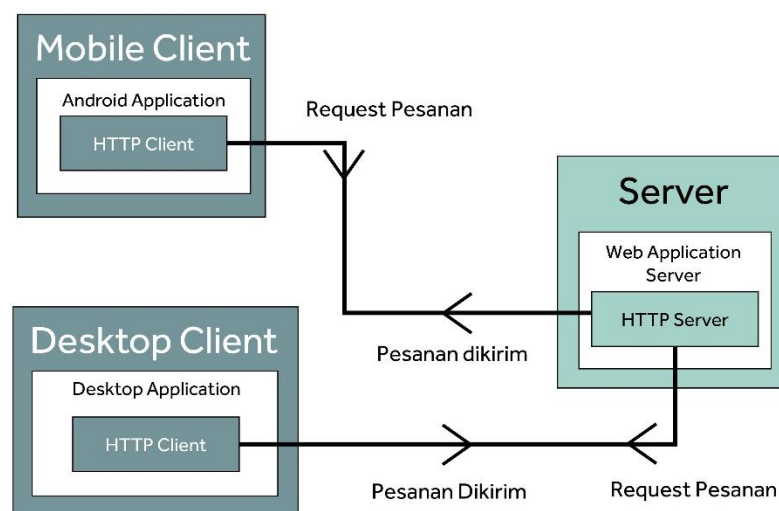 Mobile Client
Android Application
HTTP Client
Request Pesanan
Server
Web Application
Server
HTTP Server
Pesanan dikirim
Desktop Client
Desktop Application
HTTP Client
Pesanan Dikirim
Request Pesanan